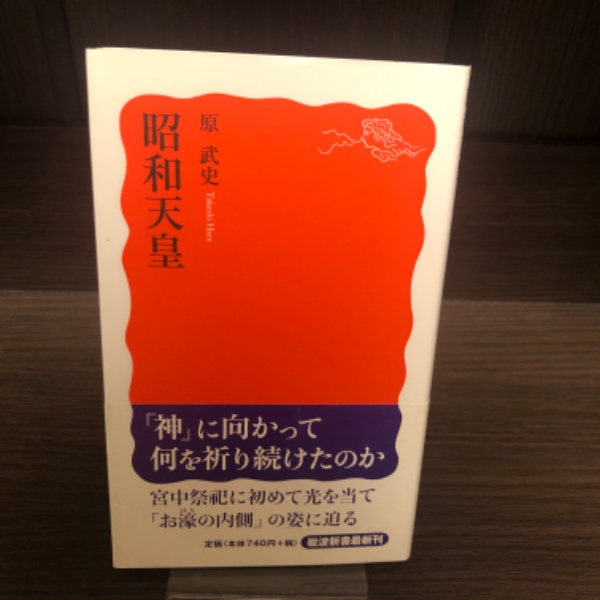 原 武史 Takeshi Hara
昭和天皇
「神」に向かって
何を祈り続けたのか
宮中祭祀に初めて光を当て
「お濠の内側」の姿に迫る
定価(本体740円+税) 岩波新書最新刊